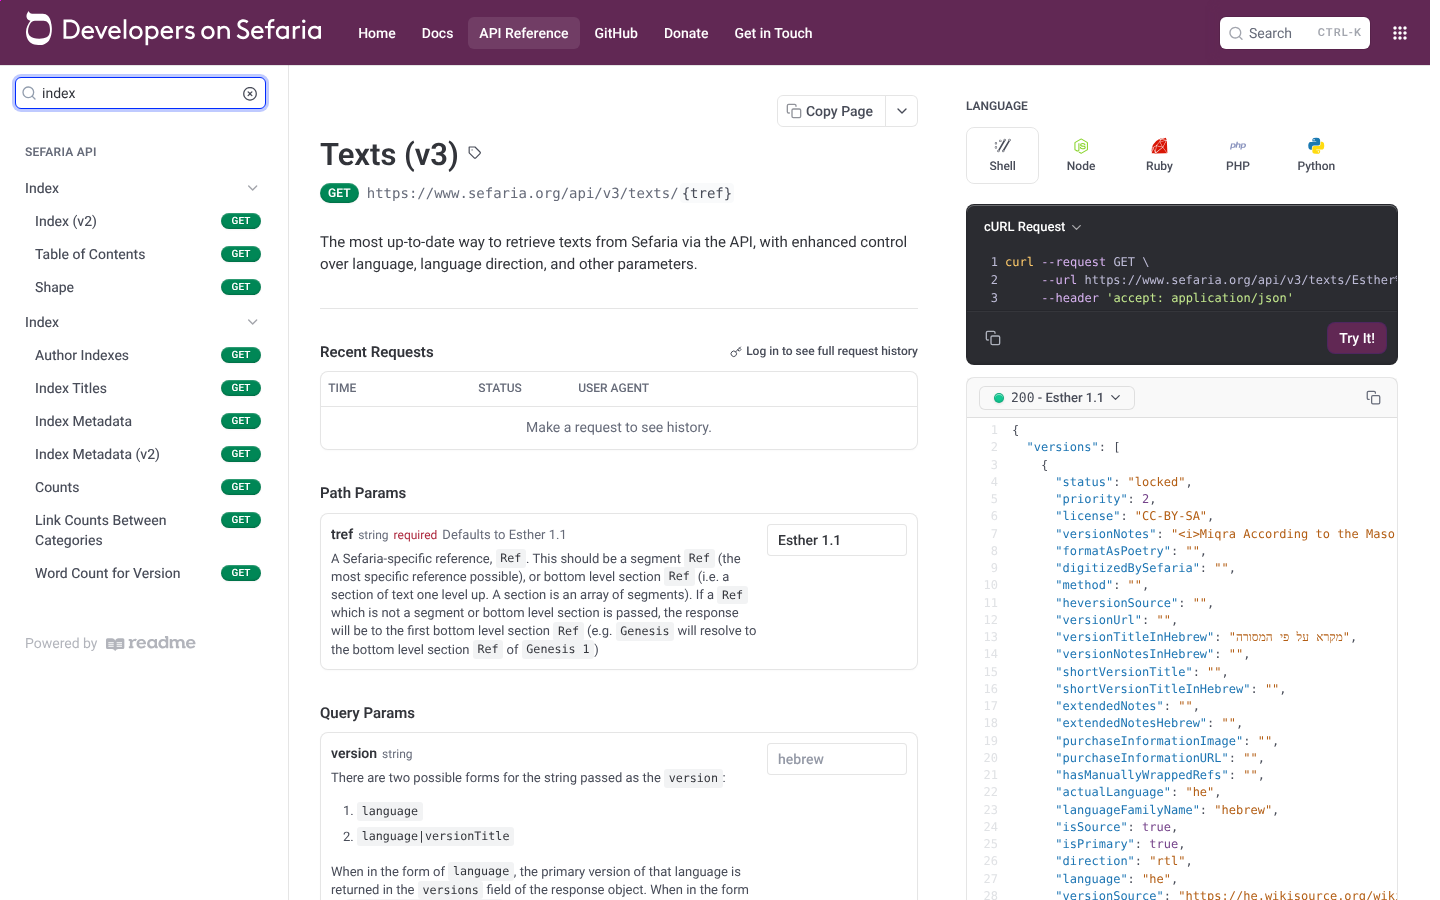 Developers on Sefaria
Home
Docs
API Reference
GitHub
Donate
Get in Touch
Search
CTRL-K
index
SEFARIA API
Index
Index (v2) GET
Table of Contents GET
Shape GET
Index
Author Indexes GET
Index Titles GET
Index Metadata GET
Index Metadata (v2) GET
Counts GET
Link Counts Between GET
Categories
Word Count for Version GET
Powered by readme
Copy Page
Texts (v3)
GET https://www.sefaria.org/api/v3/texts/{tref}
The most up-to-date way to retrieve texts from Sefaria via the API, with enhanced control
over language, language direction, and other parameters.
Recent Requests
Log in to see full request history
TIME STATUS USER AGENT
Make a request to see history.
Path Params
tref string required Defaults to Esther 1.1
Esther 1.1
A Sefaria-specific reference, Ref . This should be a segment Ref (the
most specific reference possible), or bottom level section Ref (i.e. a
section of text one level up. A section is an array of segments). If a Ref
which is not a segment or bottom level section is passed, the response
will be to the first bottom level section Ref (e.g. Genesis will resolve to
the bottom level section Ref of Genesis 1 )
Query Params
version string
hebrew
There are two possible forms for the string passed as the version :
1. language
2. language|versionTitle
When in the form of language , the primary version of that language is
returned in the versions field of the response object. When in the form
LANGUAGE
Shell
Node
Ruby
php
PHP
Python
cURL Request
1 curl --request GET \
2 --url https://www.sefaria.org/api/v3/texts/Esther
3 --header 'accept: application/json'
Try It!
200 - Esther 1.1
1 {
2 "versions": [
3 {
4 "status": "locked",
5 "priority": 2,
6 "license": "CC-BY-SA",
7 "versionNotes": "<i>Miqra According to the Maso
8 "formatAsPoetry": "",
9 "digitizedBySefaria": "",
10 "method": "",
11 "heversionSource": "",
12 "versionUrl": "",
13 "versionTitleInHebrew": "מקרא על פי המסורה",
14 "versionNotesInHebrew": "",
15 "shortVersionTitle": "",
16 "shortVersionTitleInHebrew": "",
17 "extendedNotes": "",
18 "extendedNotesHebrew": "",
19 "purchaseInformationImage": "",
20 "purchaseInformationURL": "",
21 "hasManuallyWrappedRefs": "",
22 "actualLanguage": "he",
23 "languageFamilyName": "hebrew",
24 "isSource": true,
25 "isPrimary": true,
26 "direction": "rtl",
27 "language": "he",
28 "versionSource": "https://he.wikisource.org/wiki